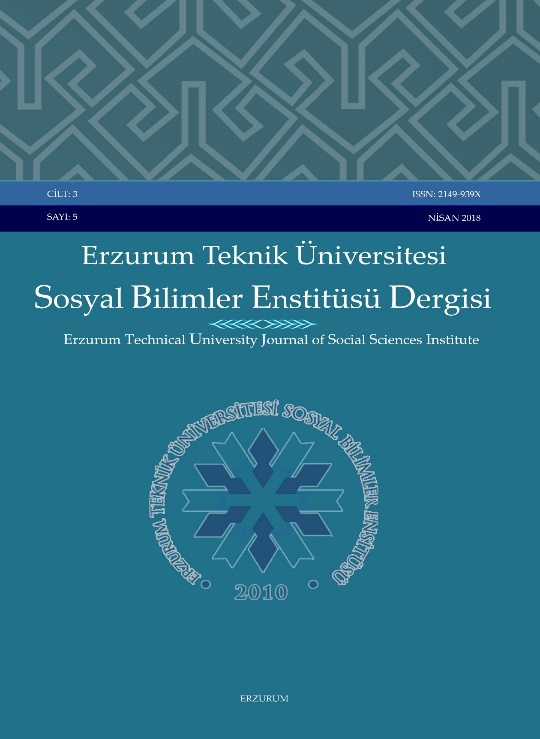 CİLT: 3
ISSN: 2149-939X
SAYI: 5
NİSAN 2018
Erzurum Teknik Üniversitesi
Sosyal Bilimler Enstitüsü Dergisi
Erzurum Technical University Journal of Social Sciences Institute
ERZURUM TEKNİK ÜNİVERSİTESİ SOSYAL BİLİMLER ENSİTÜSÜ
2010
ERZURUM